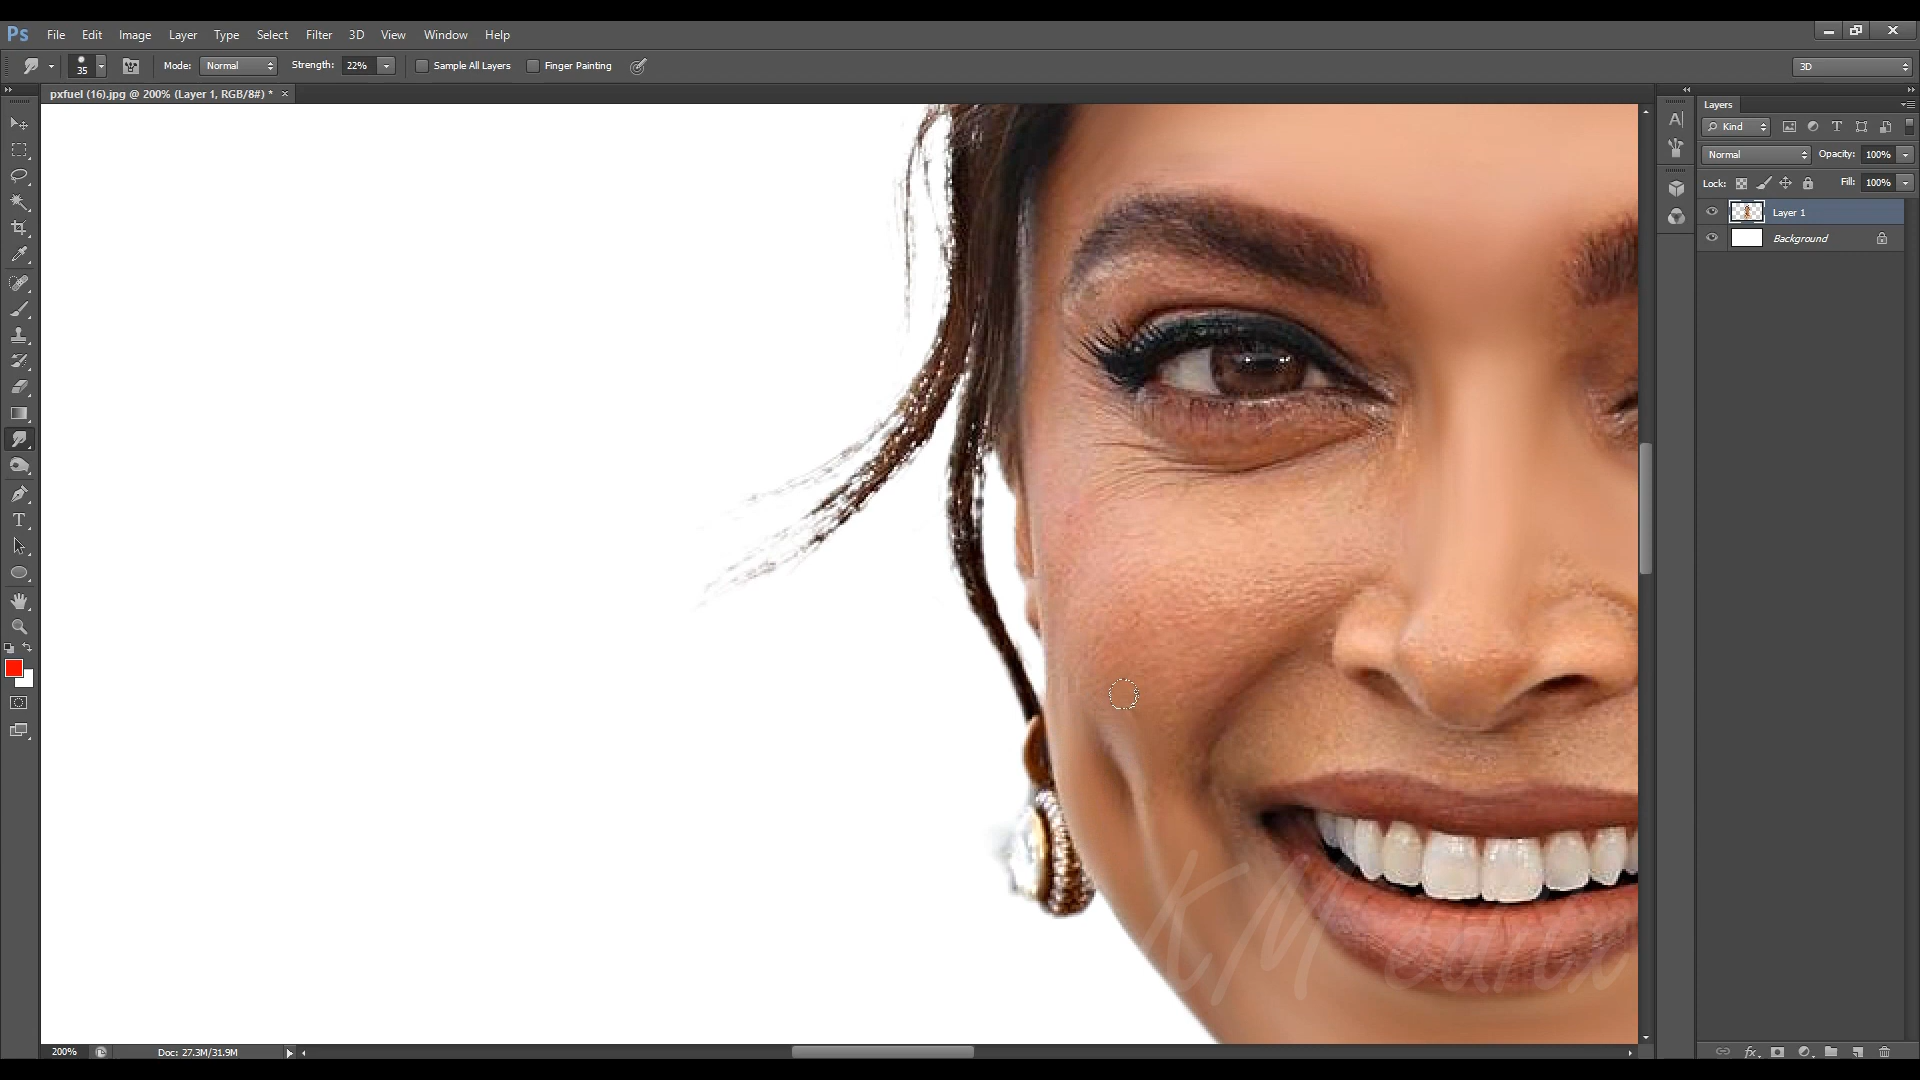 Ps File Edit Image Layer Type Select Filter 3D View Window Help
35 Mode: Normal Strength: 22% Sample All Layers Finger Painting 3D
pxfuel (16).jpg @ 200% (Layer 1, RGB/8#) * ×
Layers
Kind
Normal Opacity: 100%
Lock: Fill: 100%
Layer 1
Background
KM
200% Doc: 27.3M/31.9M